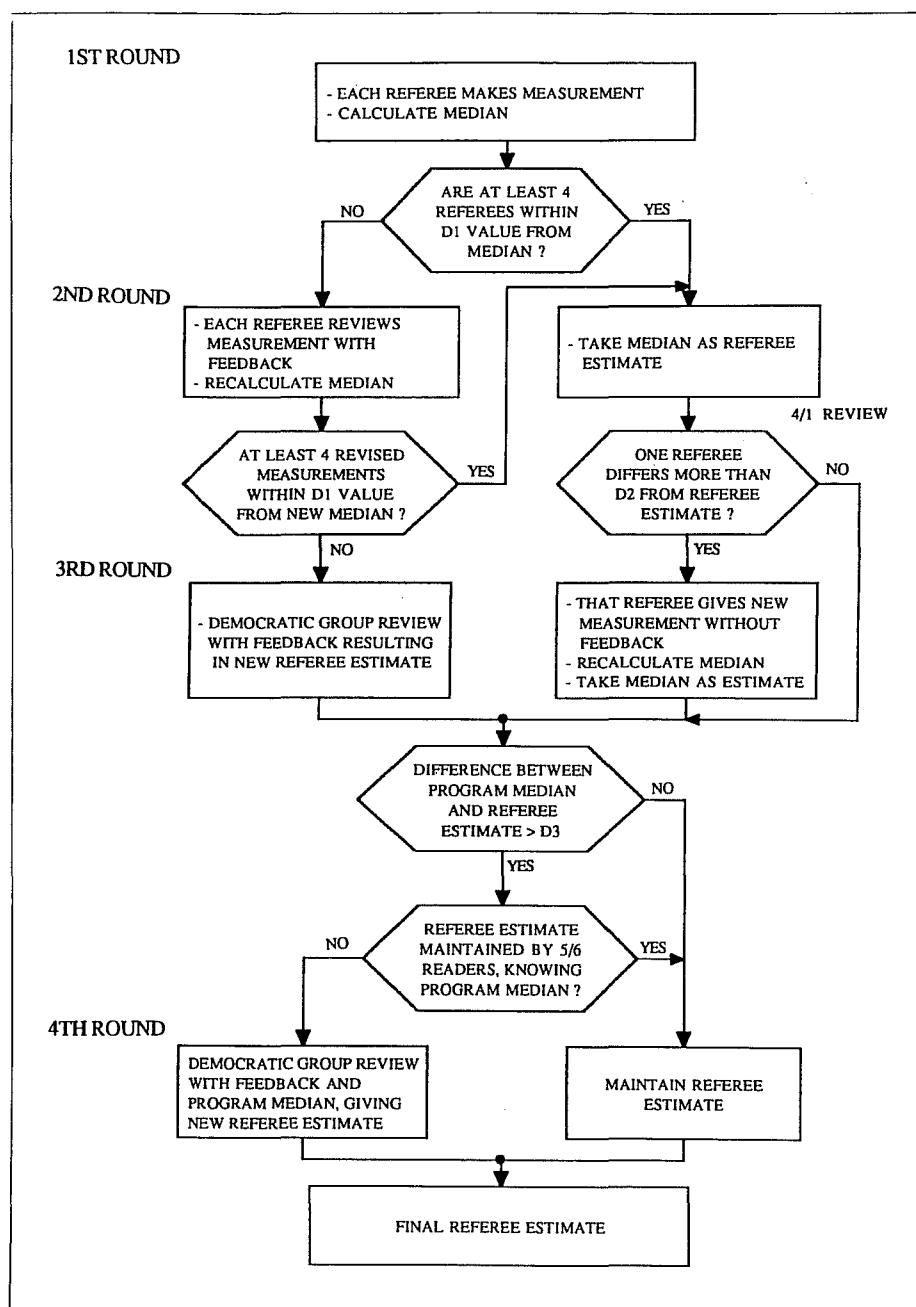 1ST ROUND
- EACH REFEREE MAKES MEASUREMENT
- CALCULATE MEDIAN
ARE AT LEAST 4
REFEREES WITHIN
D1 VALUE FROM
MEDIAN ?
NO
YES
2ND ROUND
- EACH REFEREE REVIEWS
MEASUREMENT WITH
FEEDBACK
- RECALCULATE MEDIAN
- TAKE MEDIAN AS REFEREE
ESTIMATE
4/1 REVIEW
AT LEAST 4 REVISED
MEASUREMENTS
WITHIN D1 VALUE
FROM NEW MEDIAN ?
YES
NO
ONE REFEREE
DIFFERS MORE THAN
D2 FROM REFEREE
ESTIMATE ?
NO
YES
3RD ROUND
- DEMOCRATIC GROUP REVIEW
WITH FEEDBACK RESULTING
IN NEW REFEREE ESTIMATE
- THAT REFEREE GIVES NEW
MEASUREMENT WITHOUT
FEEDBACK
- RECALCULATE MEDIAN
- TAKE MEDIAN AS ESTIMATE
DIFFERENCE BETWEEN
PROGRAM MEDIAN
AND REFEREE
ESTIMATE > D3
NO
YES
REFEREE ESTIMATE
MAINTAINED BY 5/6
READERS, KNOWING
PROGRAM MEDIAN ?
NO
YES
4TH ROUND
DEMOCRATIC GROUP REVIEW
WITH FEEDBACK AND
PROGRAM MEDIAN, GIVING
NEW REFEREE ESTIMATE
MAINTAIN REFEREE
ESTIMATE
FINAL REFEREE ESTIMATE